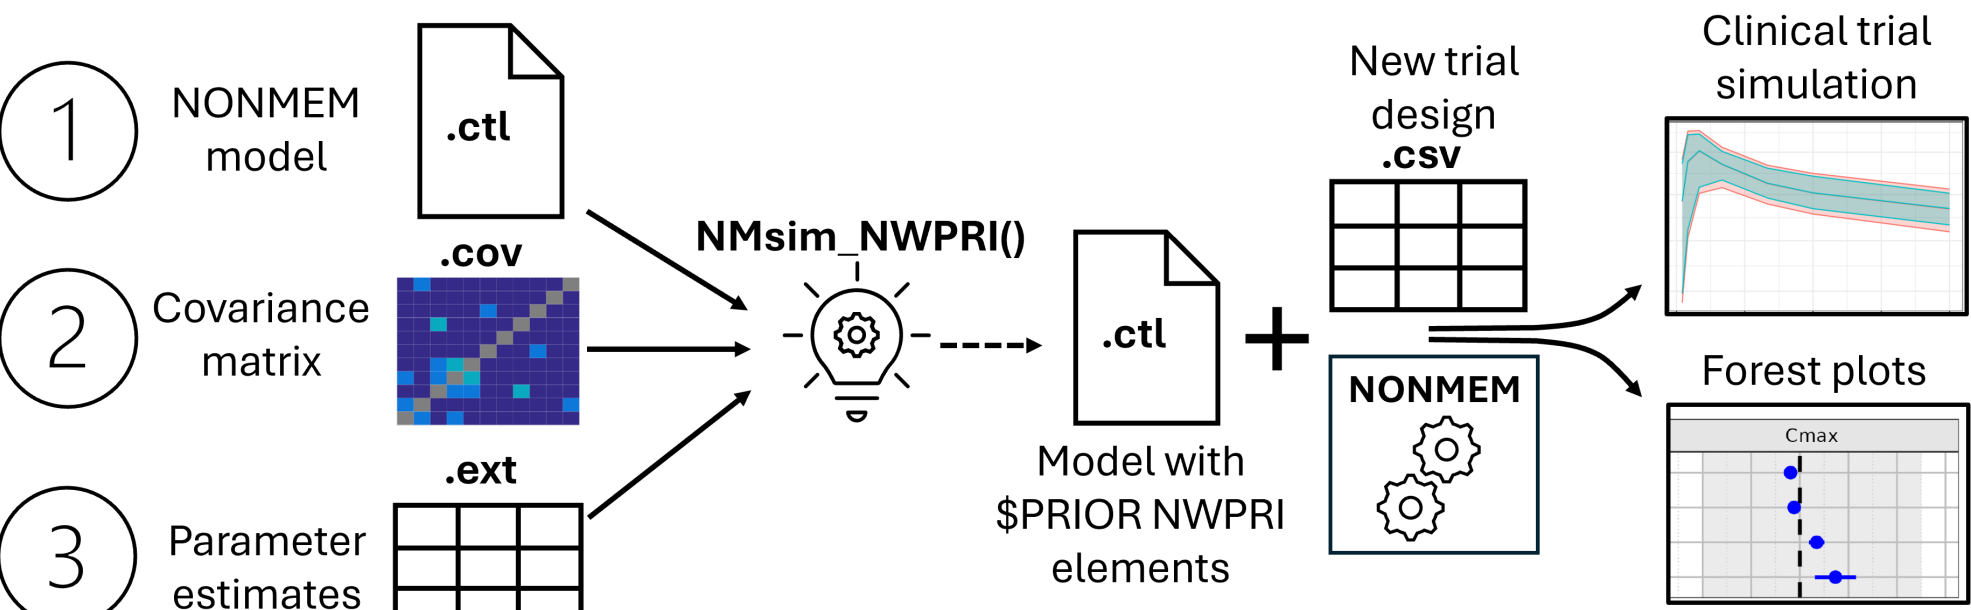 1
NONMEM
model
.ctl
2
Covariance
matrix
.cov
3
Parameter
estimates
.ext
NMsim_NWPRI()
.ctl
Model with
$PRIOR NWPRI
elements
New trial
design
.csv
NONMEM
Clinical trial
simulation
Forest plots
Cmax